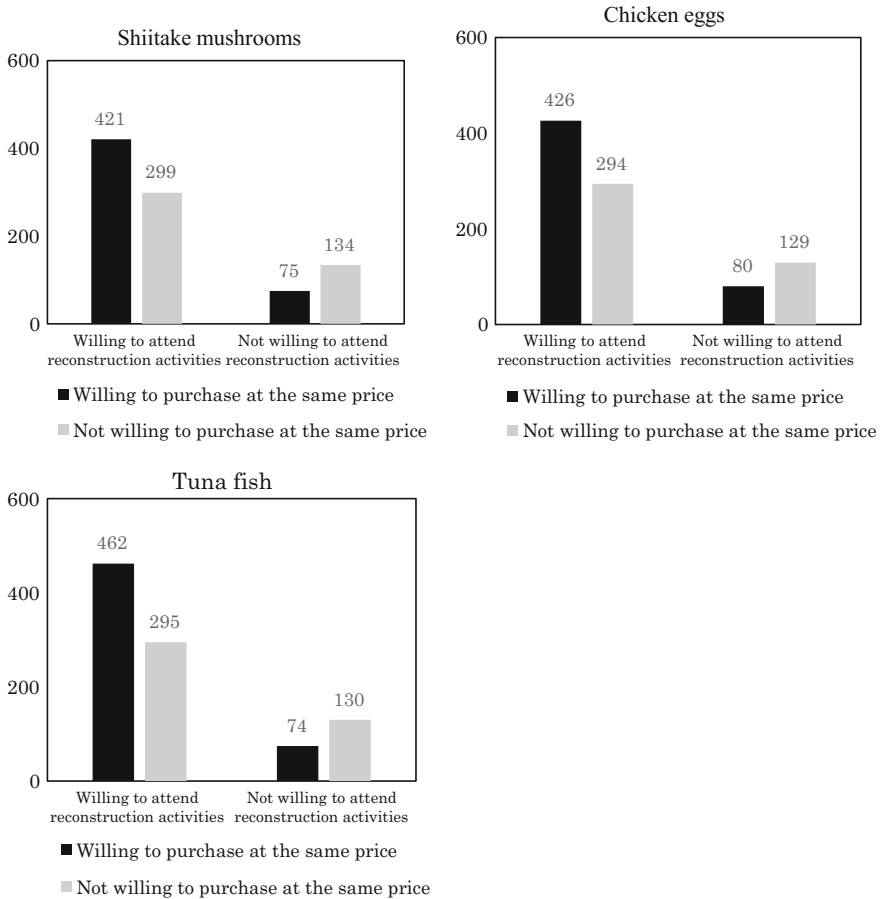 Shiitake mushrooms
600
400
200
0
421
299
75
134
Willing to attend
reconstruction activities
Not willing to attend
reconstruction activities
Willing to purchase at the same price
Not willing to purchase at the same price
Chicken eggs
600
400
200
0
426
294
80
129
Willing to attend
reconstruction activities
Not willing to attend
reconstruction activities
Willing to purchase at the same price
Not willing to purchase at the same price
Tuna fish
600
400
200
0
462
295
74
130
Willing to attend
reconstruction activities
Not willing to attend
reconstruction activities
Willing to purchase at the same price
Not willing to purchase at the same price